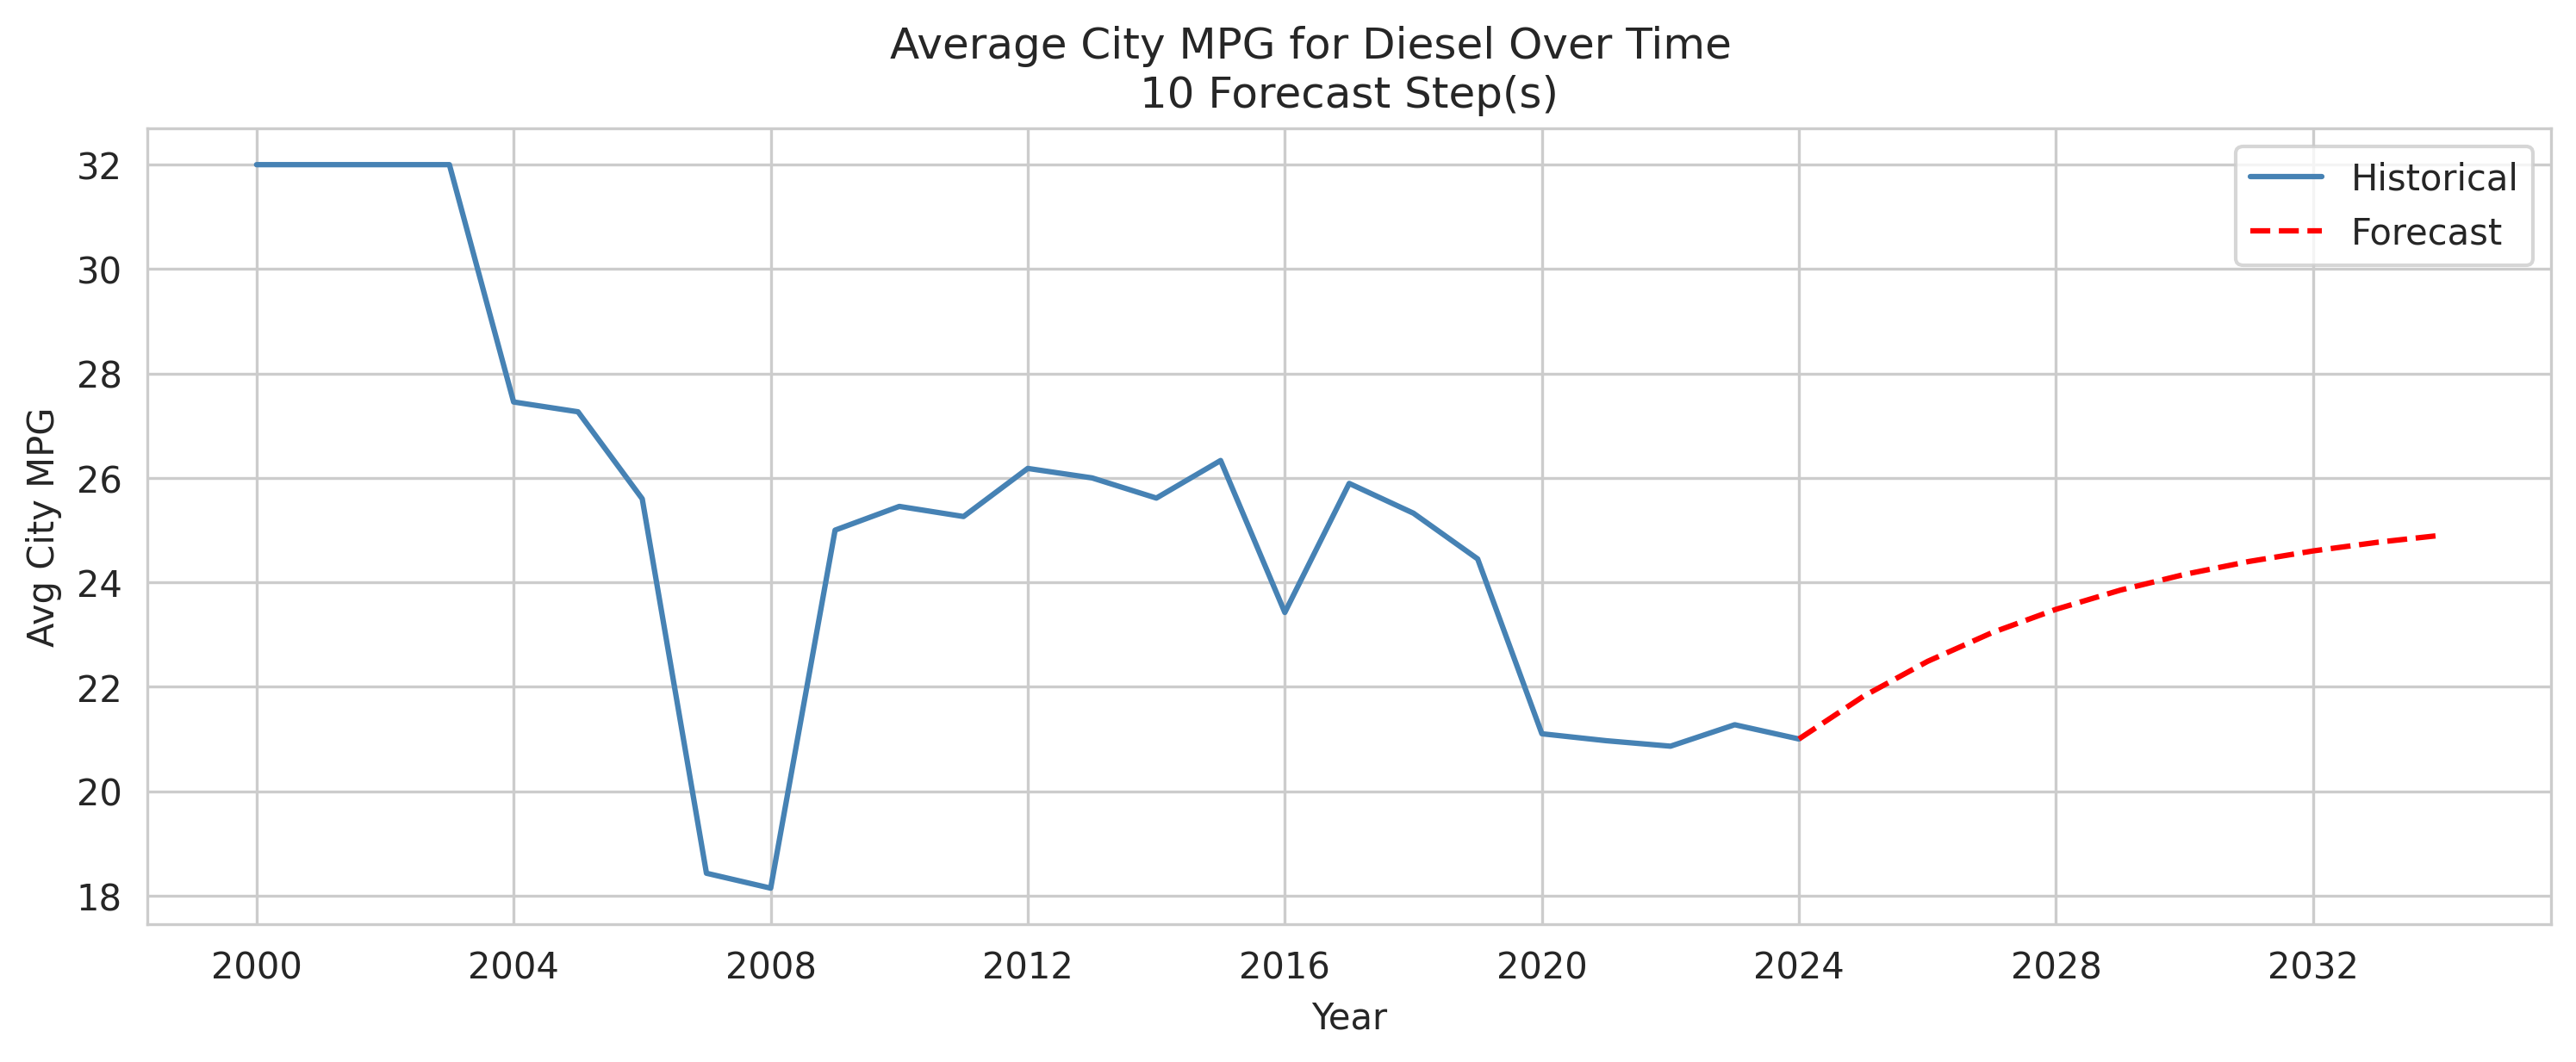 Average City MPG for Diesel Over Time
10 Forecast Step(s)
Historical
Forecast
Avg City MPG
32
30
28
26
24
22
20
18
2000 2004 2008 2012 2016 2020 2024 2028 2032
Year